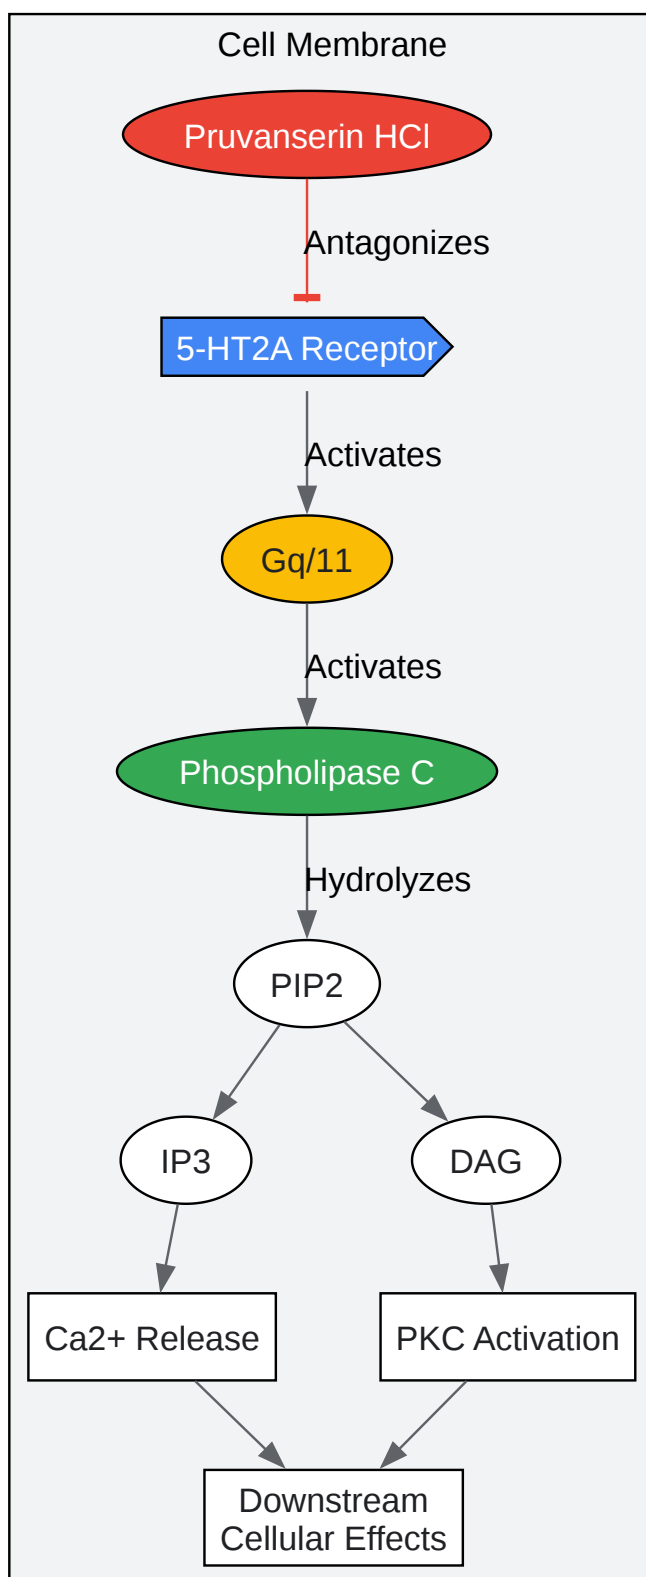 Cell Membrane
Pruvanserin HCl
Antagonizes
5-HT2A Receptor
Activates
Gq/11
Activates
Phospholipase C
Hydrolyzes
PIP2
IP3
DAG
Ca2+ Release
PKC Activation
Downstream
Cellular Effects